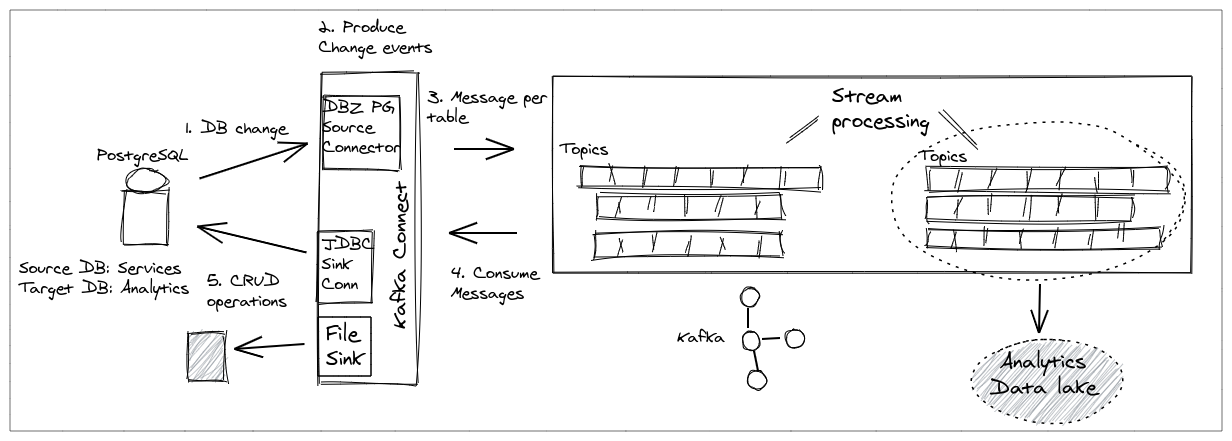 2. Produce
Change events
1. DB change
PostgreSQL
DBZ PG
Source
Connector
3. Message per
table
Stream
processing
Topics
Topics
Kafka Connect
JDBC
Sink
Conn
4. Consume
Messages
Source DB: Services
Target DB: Analytics
5. CRUD
operations
File
Sink
Kafka
Analytics
Data lake